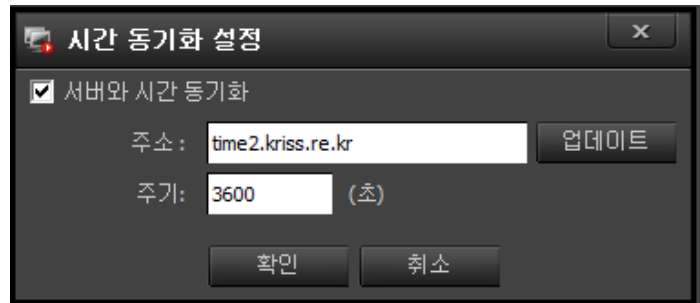 시간 동기화 설정
서버와 시간 동기화
주소 : time2.kriss.re.kr 업데이트
주기: 3600 (초)
확인 취소